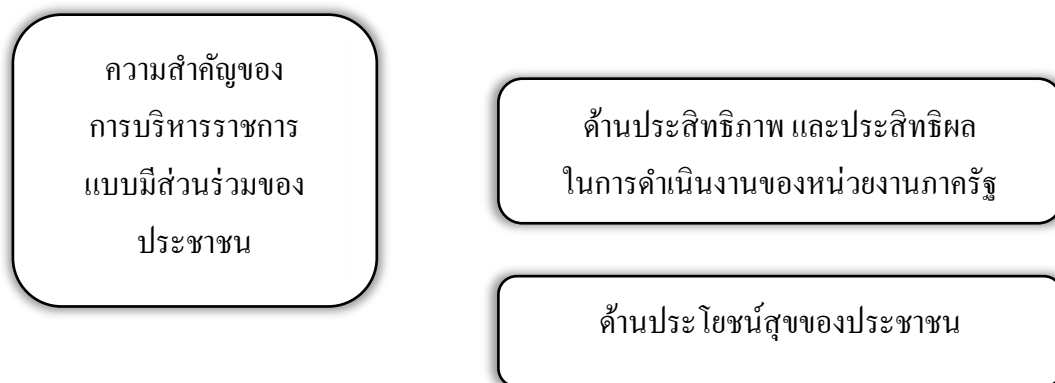 ความสำคัญของ
การบริหารราชการ
แบบมีส่วนร่วมของ
ประชาชน
ด้านประสิทธิภาพ และประสิทธิผล
ในการดำเนินงานของหน่วยงานภาครัฐ
ด้านประโยชน์สุขของประชาชน